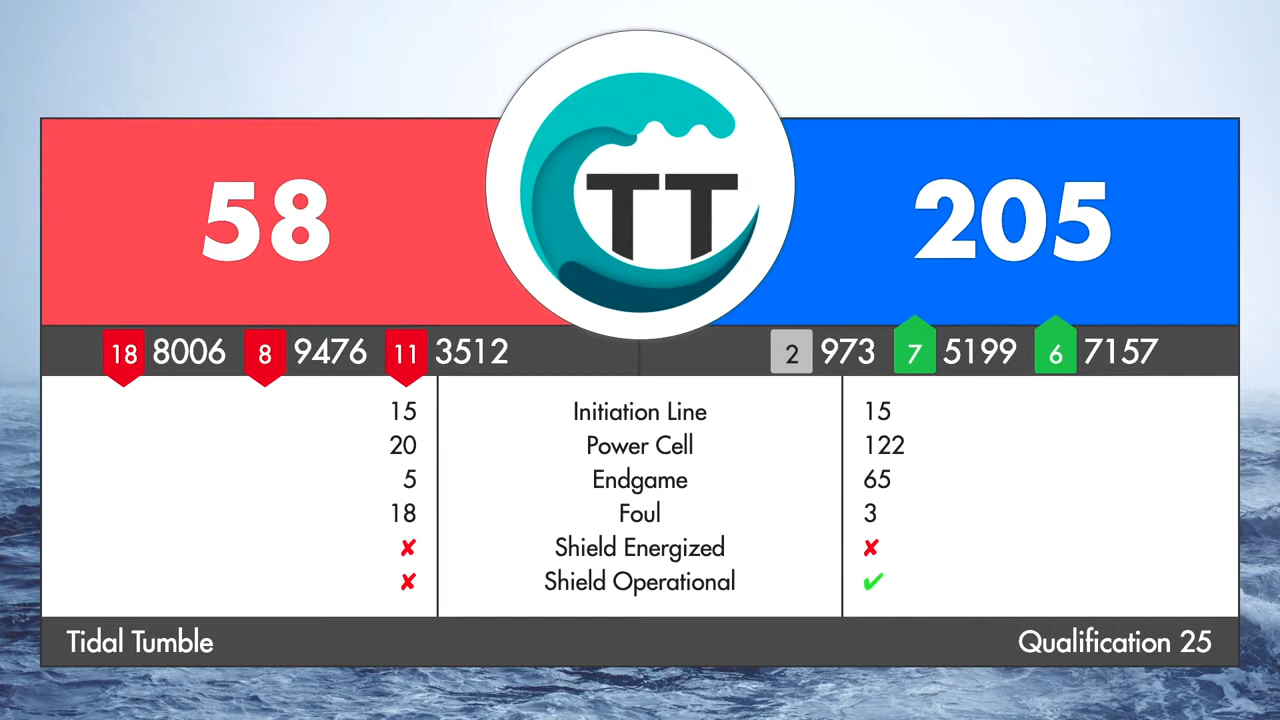 TT
58
205
18 8006 8 9476 11 3512
2 973 7 5199 6 7157
15 Initiation Line 15
20 Power Cell 122
5 Endgame 65
18 Foul 3
✘ Shield Energized ✘
✘ Shield Operational ✔
Tidal Tumble
Qualification 25